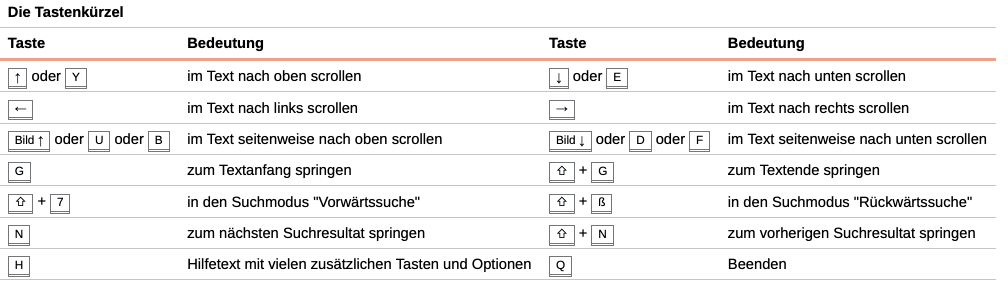 Die Tastenkürzel
Taste Bedeutung Taste Bedeutung
↑ oder Y im Text nach oben scrollen ↓ oder E im Text nach unten scrollen
← im Text nach links scrollen → im Text nach rechts scrollen
Bild ↑ oder U oder B im Text seitenweise nach oben scrollen Bild ↓ oder D oder F im Text seitenweise nach unten scrollen
G zum Textanfang springen ⇧ + G zum Textende springen
⇧ + 7 in den Suchmodus "Vorwärtssuche" ⇧ + ß in den Suchmodus "Rückwärtssuche"
N zum nächsten Suchresultat springen ⇧ + N zum vorherigen Suchresultat springen
H Hilfetext mit vielen zusätzlichen Tasten und Optionen Q Beenden